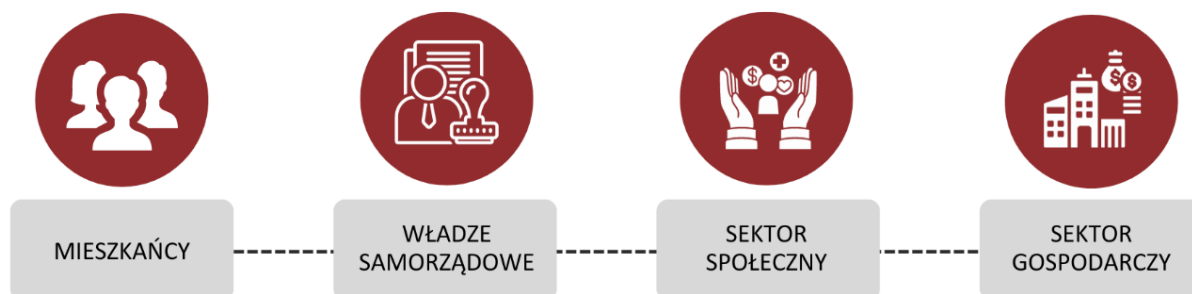 MIESZKAŃCY
WŁADZE
SAMORZĄDOWE
SEKTOR
SPOŁECZNY
SEKTOR
GOSPODARCZY